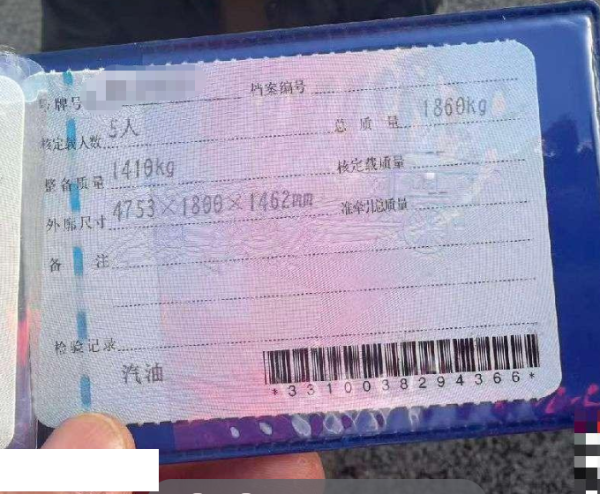 号牌号 档案编号
核定载人数 5人 总质量 1860kg
整备质量 1410kg 核定载质量 —
外廓尺寸 4753×1800×1462mm 准牵引总质量 —
备注
检验记录
汽油
*3310038294366*